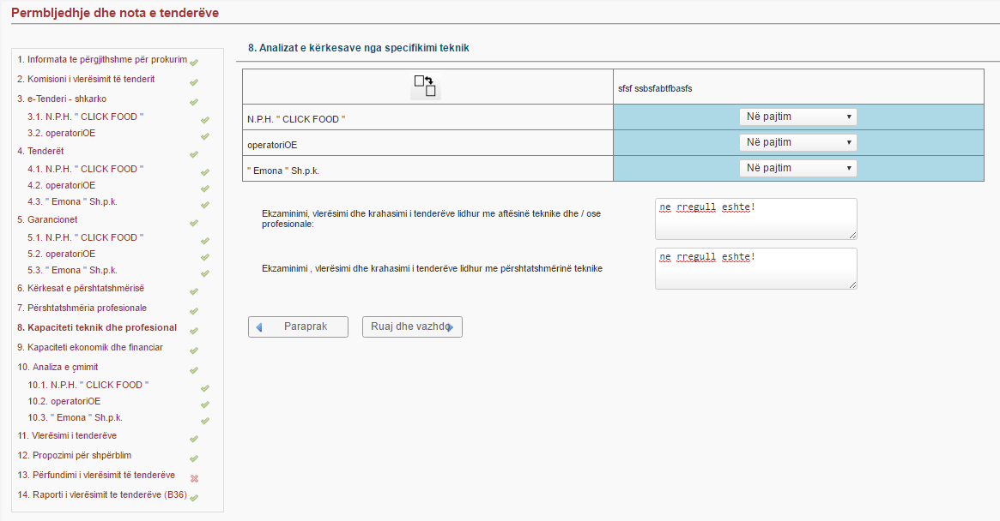 Permbljedhje dhe nota e tenderëve
1. Informata te përgjithshme për prokurim
2. Komisioni i vlerësimit të tenderit
3. e-Tenderi - shkarko
3.1. N.P.H. " CLICK FOOD "
3.2. operatoriOE
4. Tenderët
4.1. N.P.H. " CLICK FOOD "
4.2. operatoriOE
4.3. " Emona " Sh.p.k.
5. Garancionet
5.1. N.P.H. " CLICK FOOD "
5.2. operatoriOE
5.3. " Emona " Sh.p.k.
6. Kërkesat e përshtatshmërisë
7. Përshtatshmëria profesionale
8. Kapaciteti teknik dhe profesional
9. Kapaciteti ekonomik dhe financiar
10. Analiza e çmimit
10.1. N.P.H. " CLICK FOOD "
10.2. operatoriOE
10.3. " Emona " Sh.p.k.
11. Vlerësimi i tenderëve
12. Propozimi për shpërblim
13. Përfundimi i vlerësimit të tenderëve
14. Raporti i vlerësimit te tenderëve (B36)
8. Analizat e kërkesave nga specifikimi teknik
sfsf ssbsfabtfbasfs
N.P.H. " CLICK FOOD "
Në pajtim
operatoriOE
Në pajtim
" Emona " Sh.p.k.
Në pajtim
Ekzaminimi, vlerësimi dhe krahasimi i tenderëve lidhur me aftësinë teknike dhe / ose
profesionale:
ne rregull eshte!
Ekzaminimi , vlerësimi dhe krahasimi i tenderëve lidhur me përshtatshmërinë teknike
ne rregull eshte!
Paraprak
Ruaj dhe vazhdo